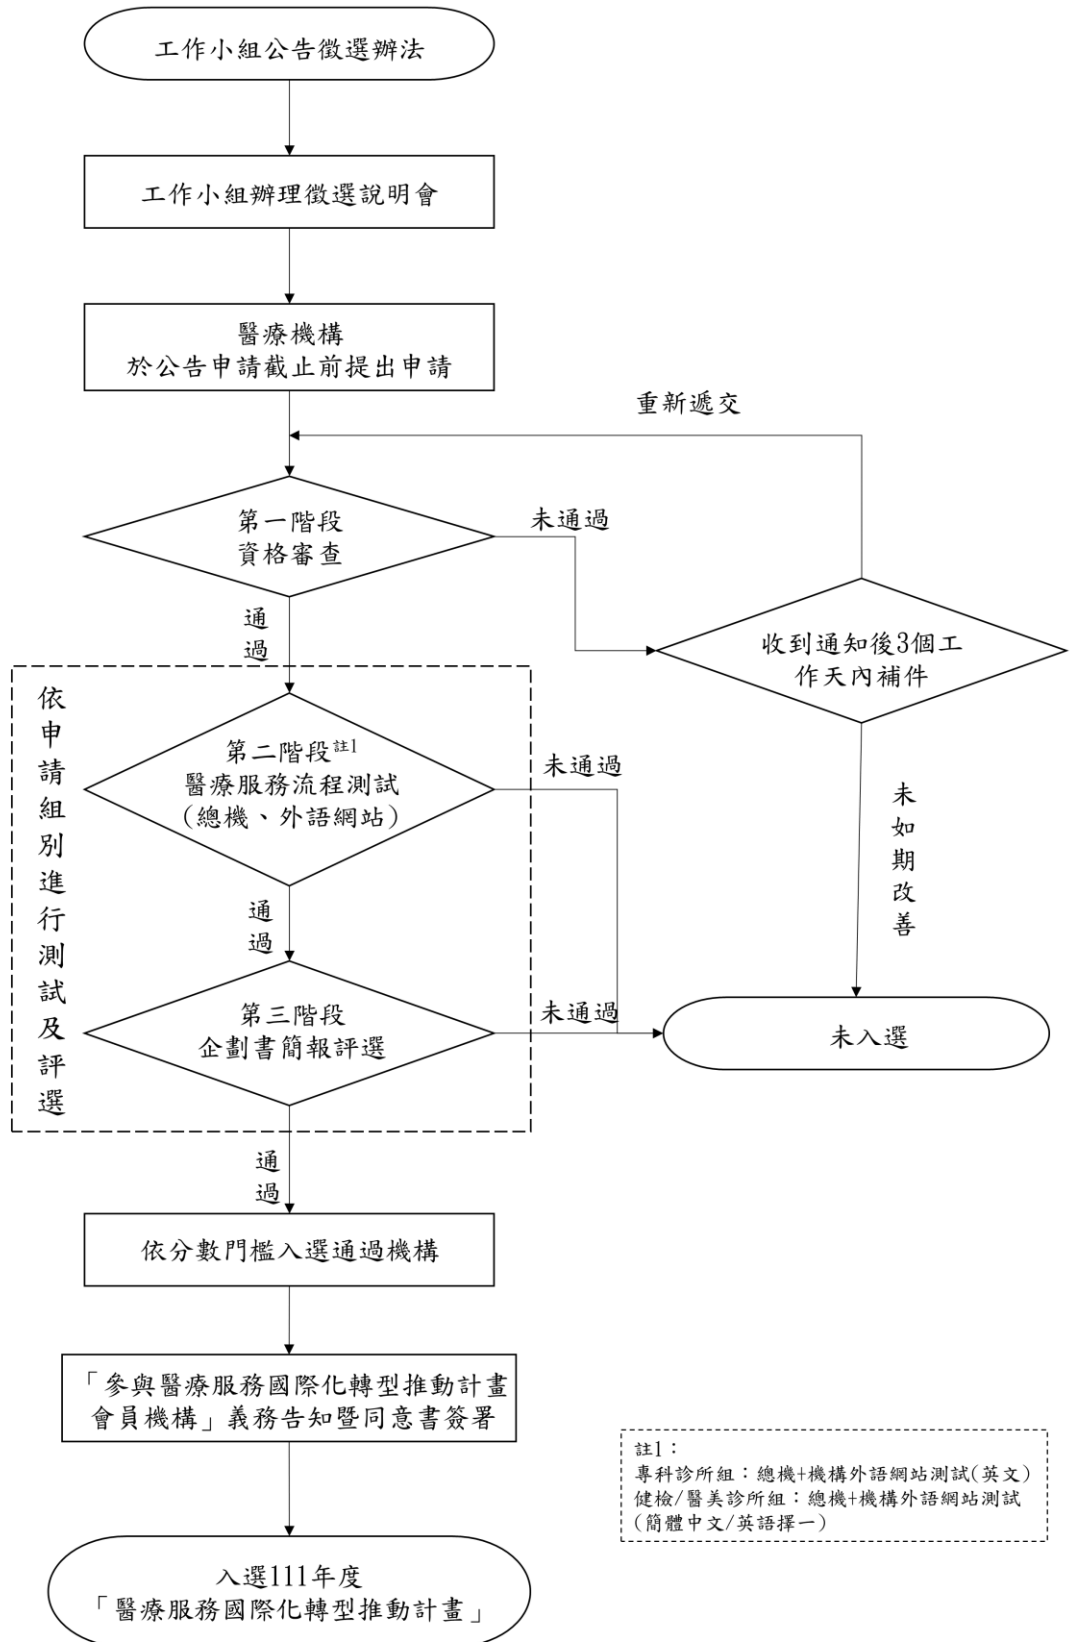 工作小組公告徵選辦法
工作小組辦理徵選說明會
醫療機構
於公告申請截止前提出申請
重新遞交
第一階段
資格審查
未通過
通過
收到通知後3個工
作天內補件
依申請組別進行測試及評選
第二階段註1
醫療服務流程測試
(總機、外語網站)
未通過
未如期改善
通過
第三階段
企劃書簡報評選
未通過
未入選
通過
依分數門檻入選通過機構
「參與醫療服務國際化轉型推動計畫
會員機構」義務告知暨同意書簽署
註1：
專科診所組：總機+機構外語網站測試(英文)
健檢/醫美診所組：總機+機構外語網站測試
(簡體中文/英語擇一)
入選111年度
「醫療服務國際化轉型推動計畫」